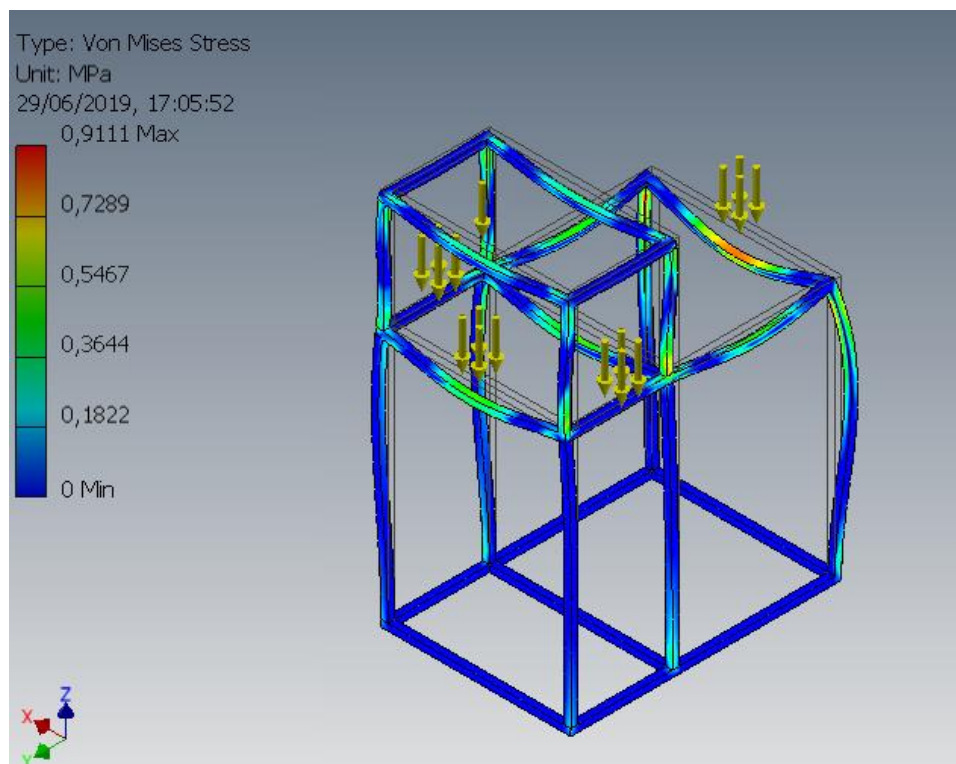 Type: Von Mises Stress
Unit: MPa
29/06/2019, 17:05:52
0,9111 Max
0,7289
0,5467
0,3644
0,1822
0 Min
Z
X
Y